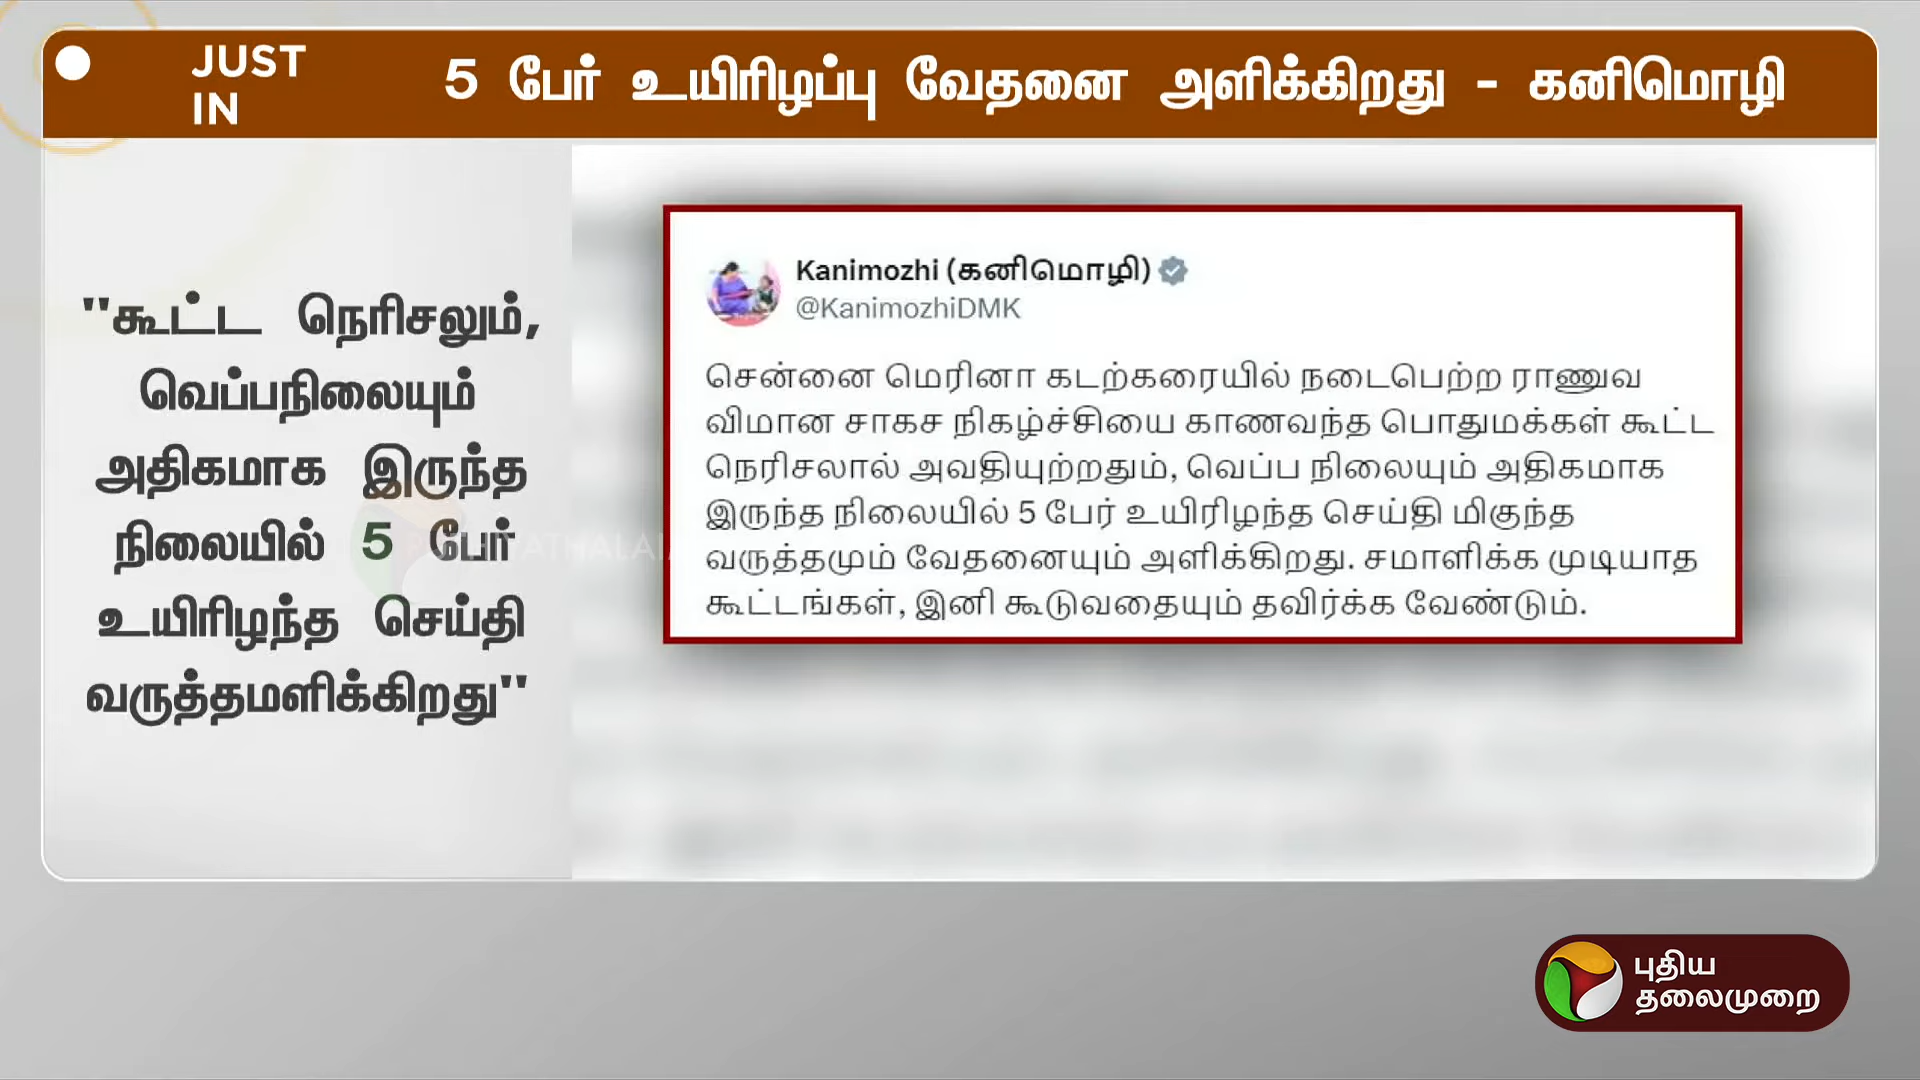 JUST
IN
5 பேர் உயிரிழப்பு வேதனை அளிக்கிறது - கனிமொழி
"கூட்ட நெரிசலும்,
வெப்பநிலையும்
அதிகமாக இருந்த
நிலையில் 5 பேர்
உயிரிழந்த செய்தி
வருத்தமளிக்கிறது"
Kanimozhi (கனிமொழி)
@KanimozhiDMK
சென்னை மெரினா கடற்கரையில் நடைபெற்ற ராணுவ
விமான சாகச நிகழ்ச்சியை காணவந்த பொதுமக்கள் கூட்ட
நெரிசலால் அவதியுற்றதும், வெப்ப நிலையும் அதிகமாக
இருந்த நிலையில் 5 பேர் உயிரிழந்த செய்தி மிகுந்த
வருத்தமும் வேதனையும் அளிக்கிறது. சமாளிக்க முடியாத
கூட்டங்கள், இனி கூடுவதையும் தவிர்க்க வேண்டும்.
புதிய
தலைமுறை